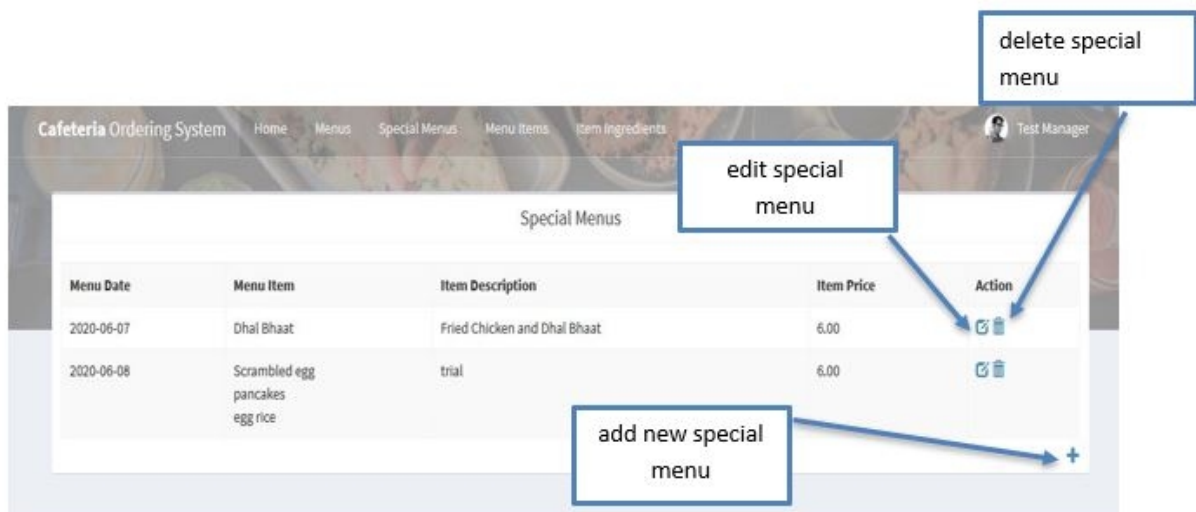 delete special
menu
Cafeteria Ordering System Home Menus Special Menus Menu Items Item Ingredients Test Manager
edit special
menu
Special Menus
Menu Date Menu Item Item Description Item Price Action
2020-06-07 Dhal Bhaat Fried Chicken and Dhal Bhaat 6.00
2020-06-08 Scrambled egg trial 6.00
pancakes
egg rice
add new special
menu